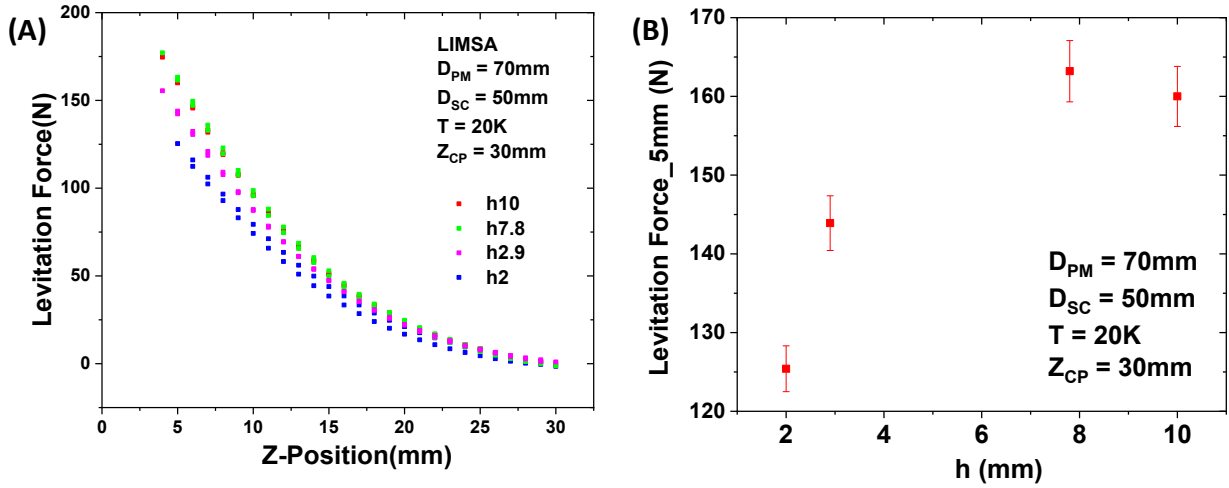 (A)
200
150
100
50
0
Levitation Force(N)
0 5 10 15 20 25 30
Z-Position(mm)
LIMSA
D_PM = 70mm
D_SC = 50mm
T = 20K
Z_CP = 30mm
h10
h7.8
h2.9
h2
(B)
170
160
150
140
130
120
Levitation Force_5mm (N)
2 4 6 8 10
h (mm)
D_PM = 70mm
D_SC = 50mm
T = 20K
Z_CP = 30mm